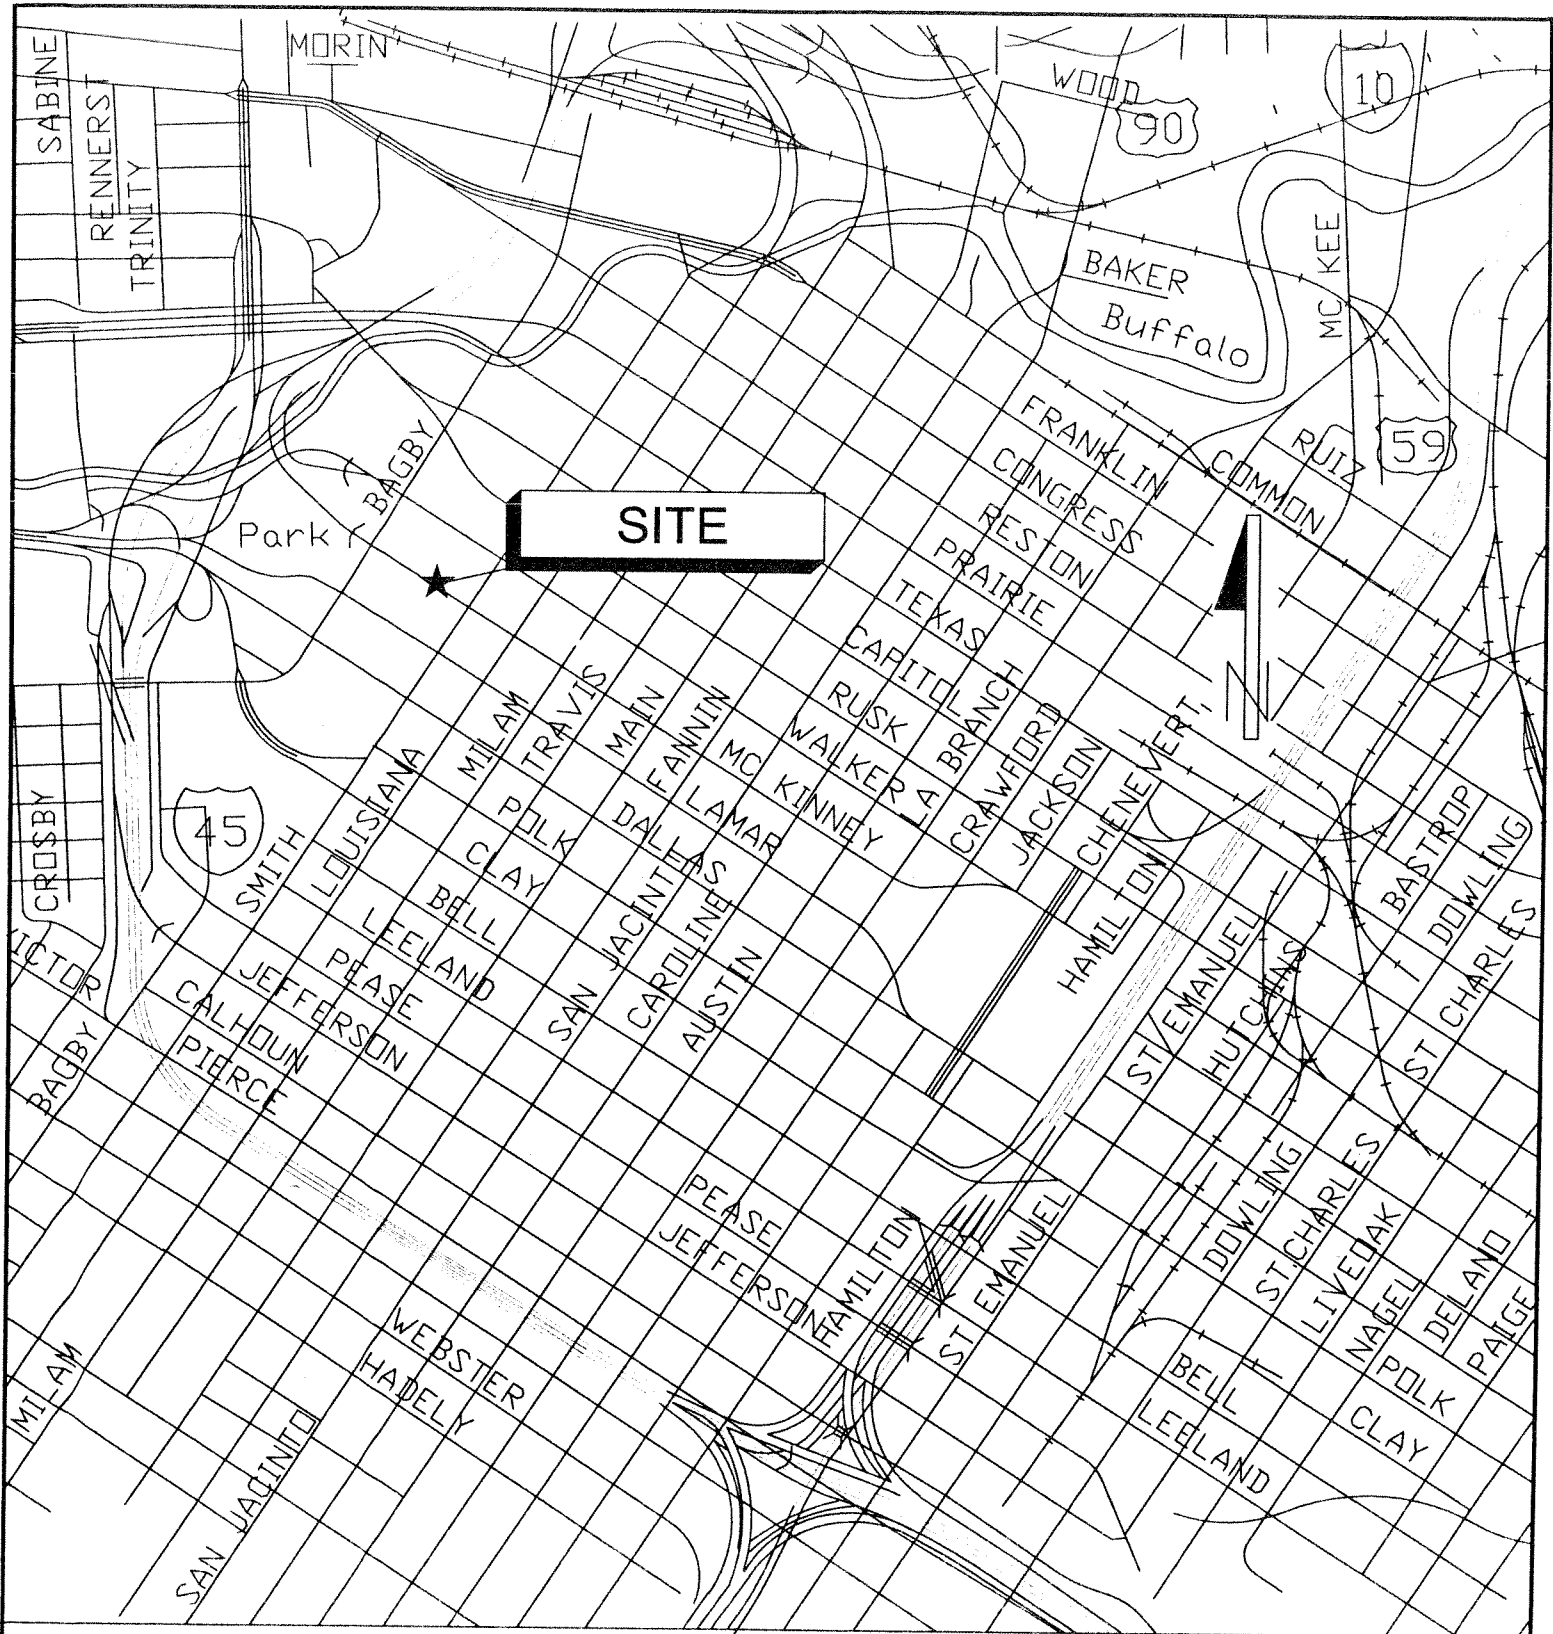 SABINE
RENNERST
TRINITY
MORIN
WOOD
90
10
BAKER
Buffalo
MC KEE
BAGBY
Park
SITE
FRANKLIN
CONGRESS
RESTON
PRAIRIE
TEXAS
CAPITOL
RUSK
WALKER
MC KINNEY
LAMAR
DALLAS
COMMON
RUIZ
59
N
LA BRANCH
CRAWFORD
JACKSON
CHENEVERT
HAMILTON
MILAM
TRAVIS
MAIN
FANNIN
LOUISIANA
SMITH
CROSBY
45
POLK
CLAY
BELL
LEELAND
PEASE
JEFFERSON
CALHOUN
PIERCE
SAN JACINT
CAROLINE
AUSTIN
BAGBY
ST EMANUEL
HUTCHINS
BASTROP
DOWLING
ST CHARLES
PEASE
JEFFERSON
HAMILTON
ST EMANUEL
DOWLING
ST.CHARLES
LIVEOAK
NAGEL
DELANO
PAIGE
POLK
CLAY
BELL
LEELAND
WEBSTER
HADELY
MILAM
SAN JACINTO